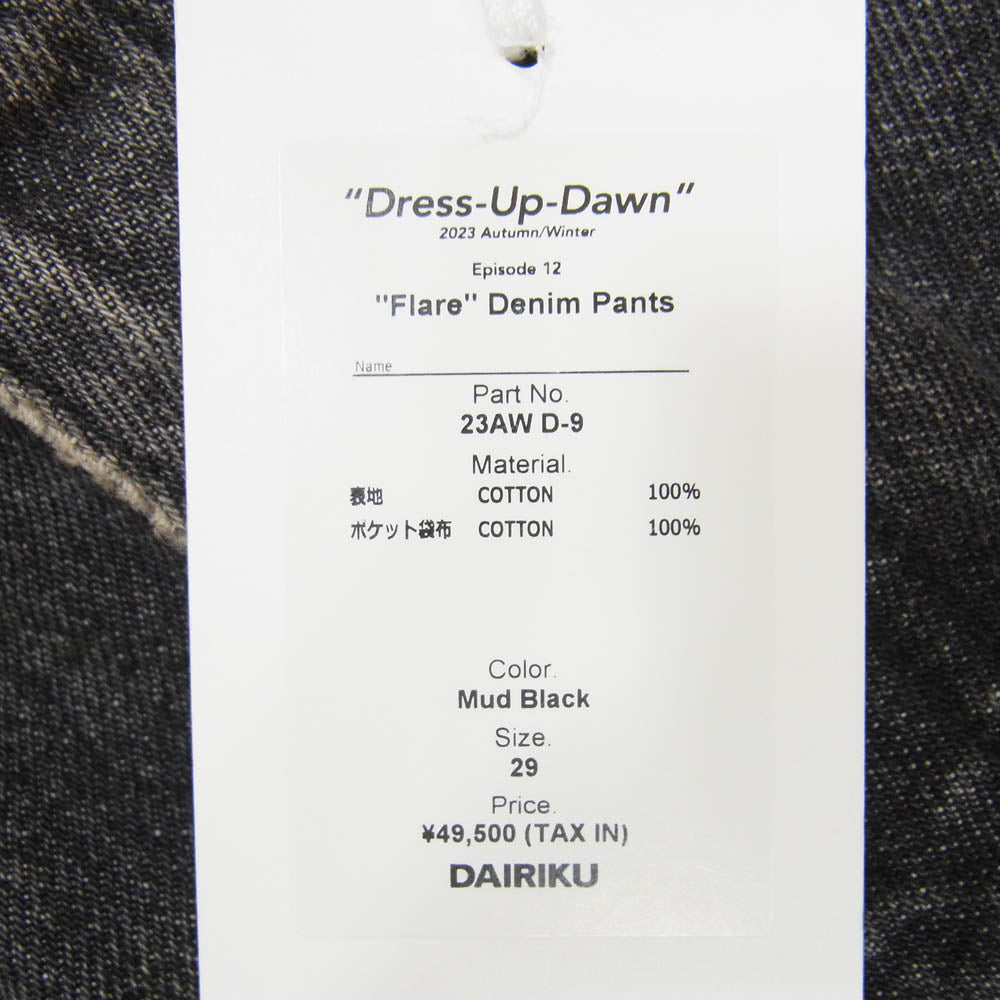 "Dress-Up-Dawn"
2023 Autumn/Winter
Episode 12
"Flare" Denim Pants
Name
Part No.
23AW D-9
Material.
表地 COTTON 100%
ポケット袋布 COTTON 100%
Color.
Mud Black
Size.
29
Price.
¥49,500 (TAX IN)
DAIRIKU